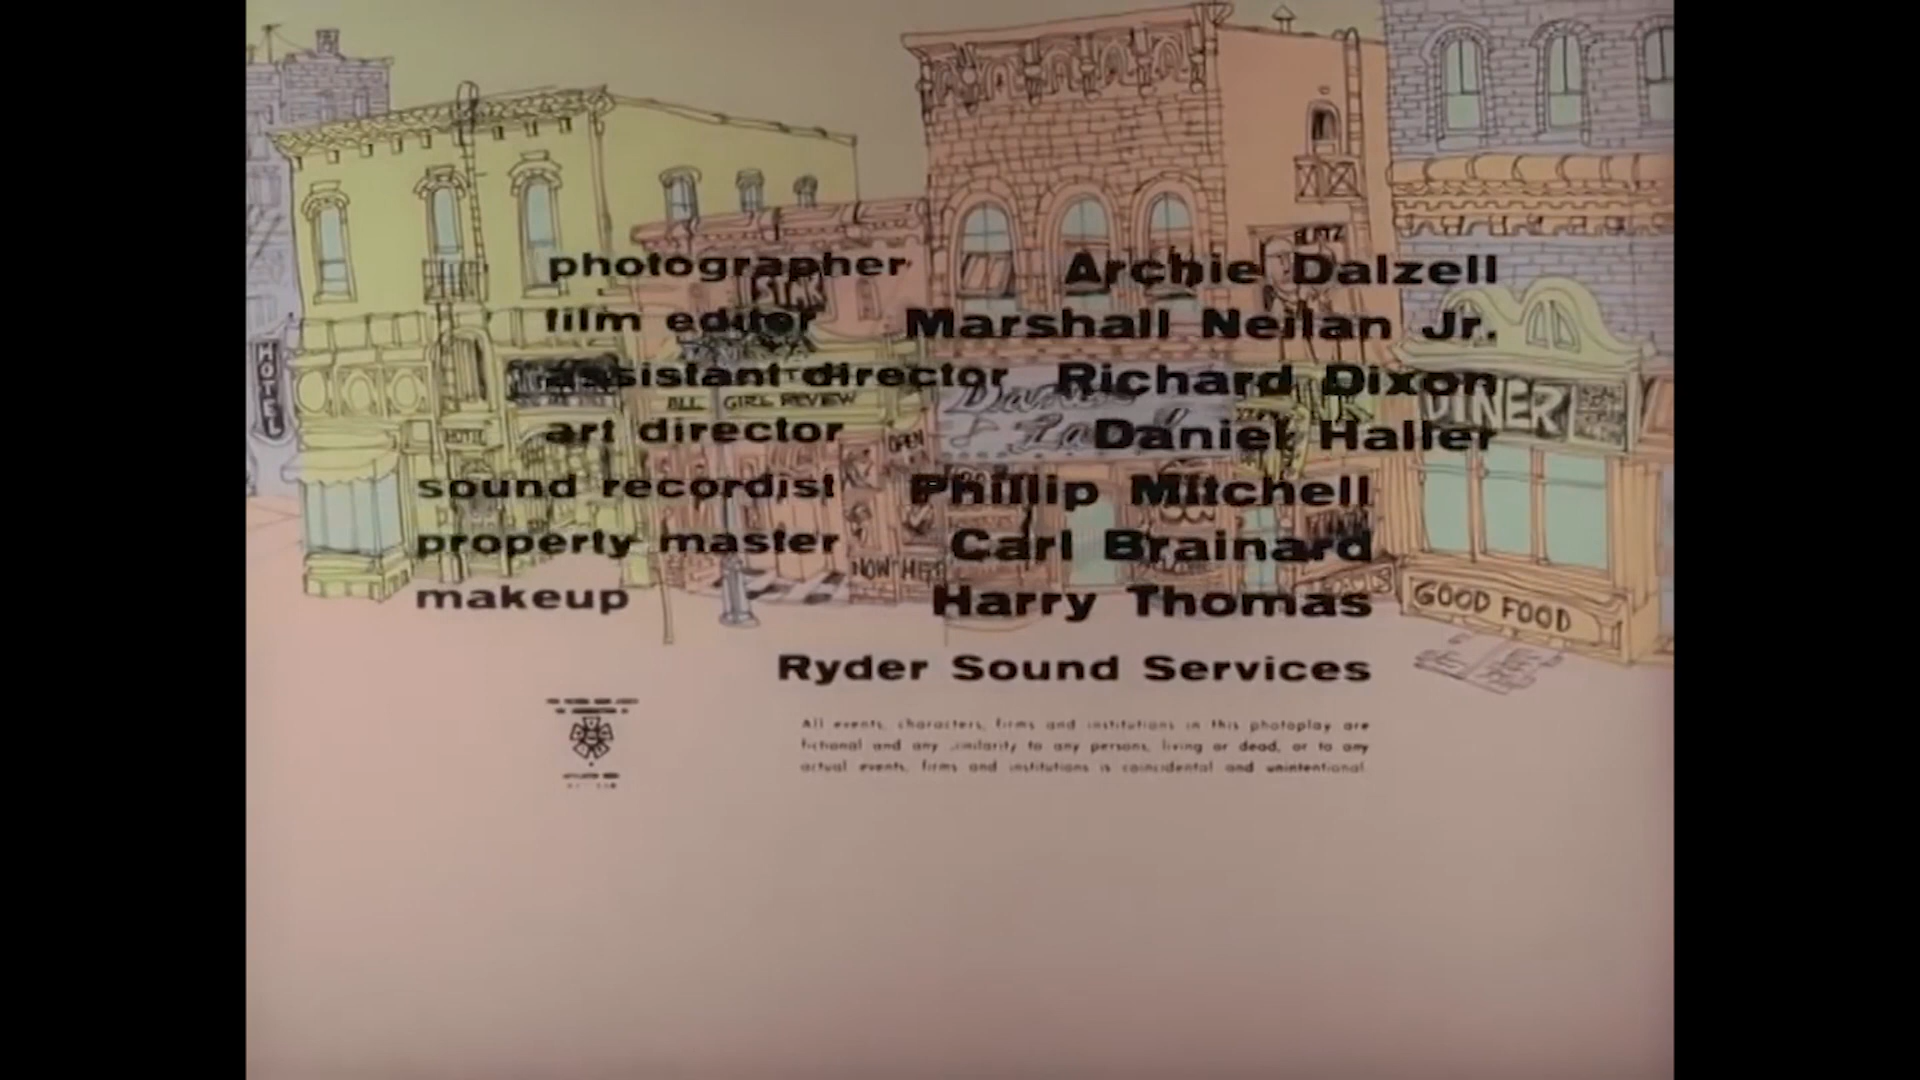 photographer Archie Dalzell
film editor Marshall Neilan Jr.
assistant director Richard Dixon
art director Daniel Haller
sound recordist Phillip Mitchell
property master Carl Brainard
makeup Harry Thomas
Ryder Sound Services
All events, characters, firms and institutions in this photoplay are
fictional and any similarity to any persons, living or dead, or to any
actual events, firms and institutions is coincidental and unintentional.
HOTEL
STAR
ALL GIRL REVIEW
HOTEL
OPEN
DINER
GOOD FOOD